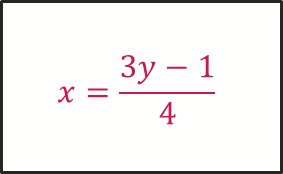 x = (3y − 1)/4